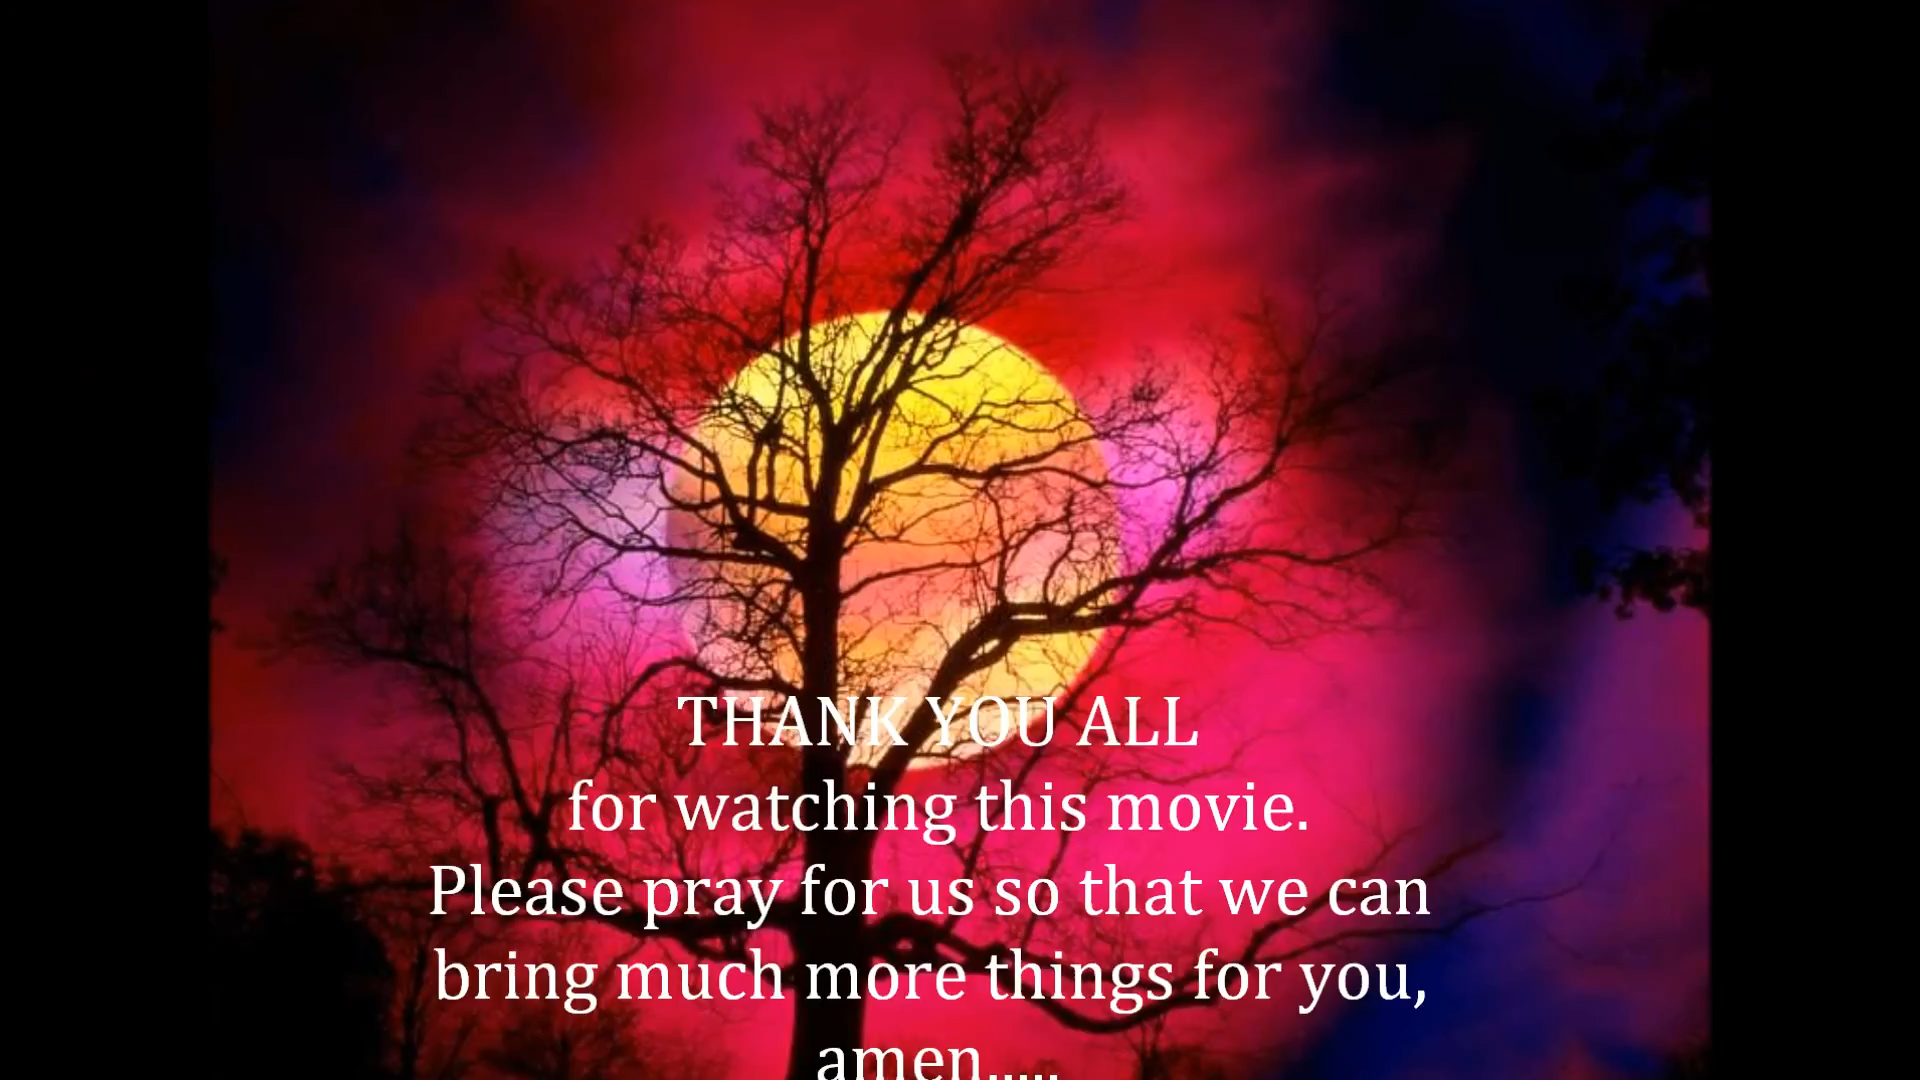 THANK YOU ALL
for watching this movie.
Please pray for us so that we can
bring much more things for you,
amen.....